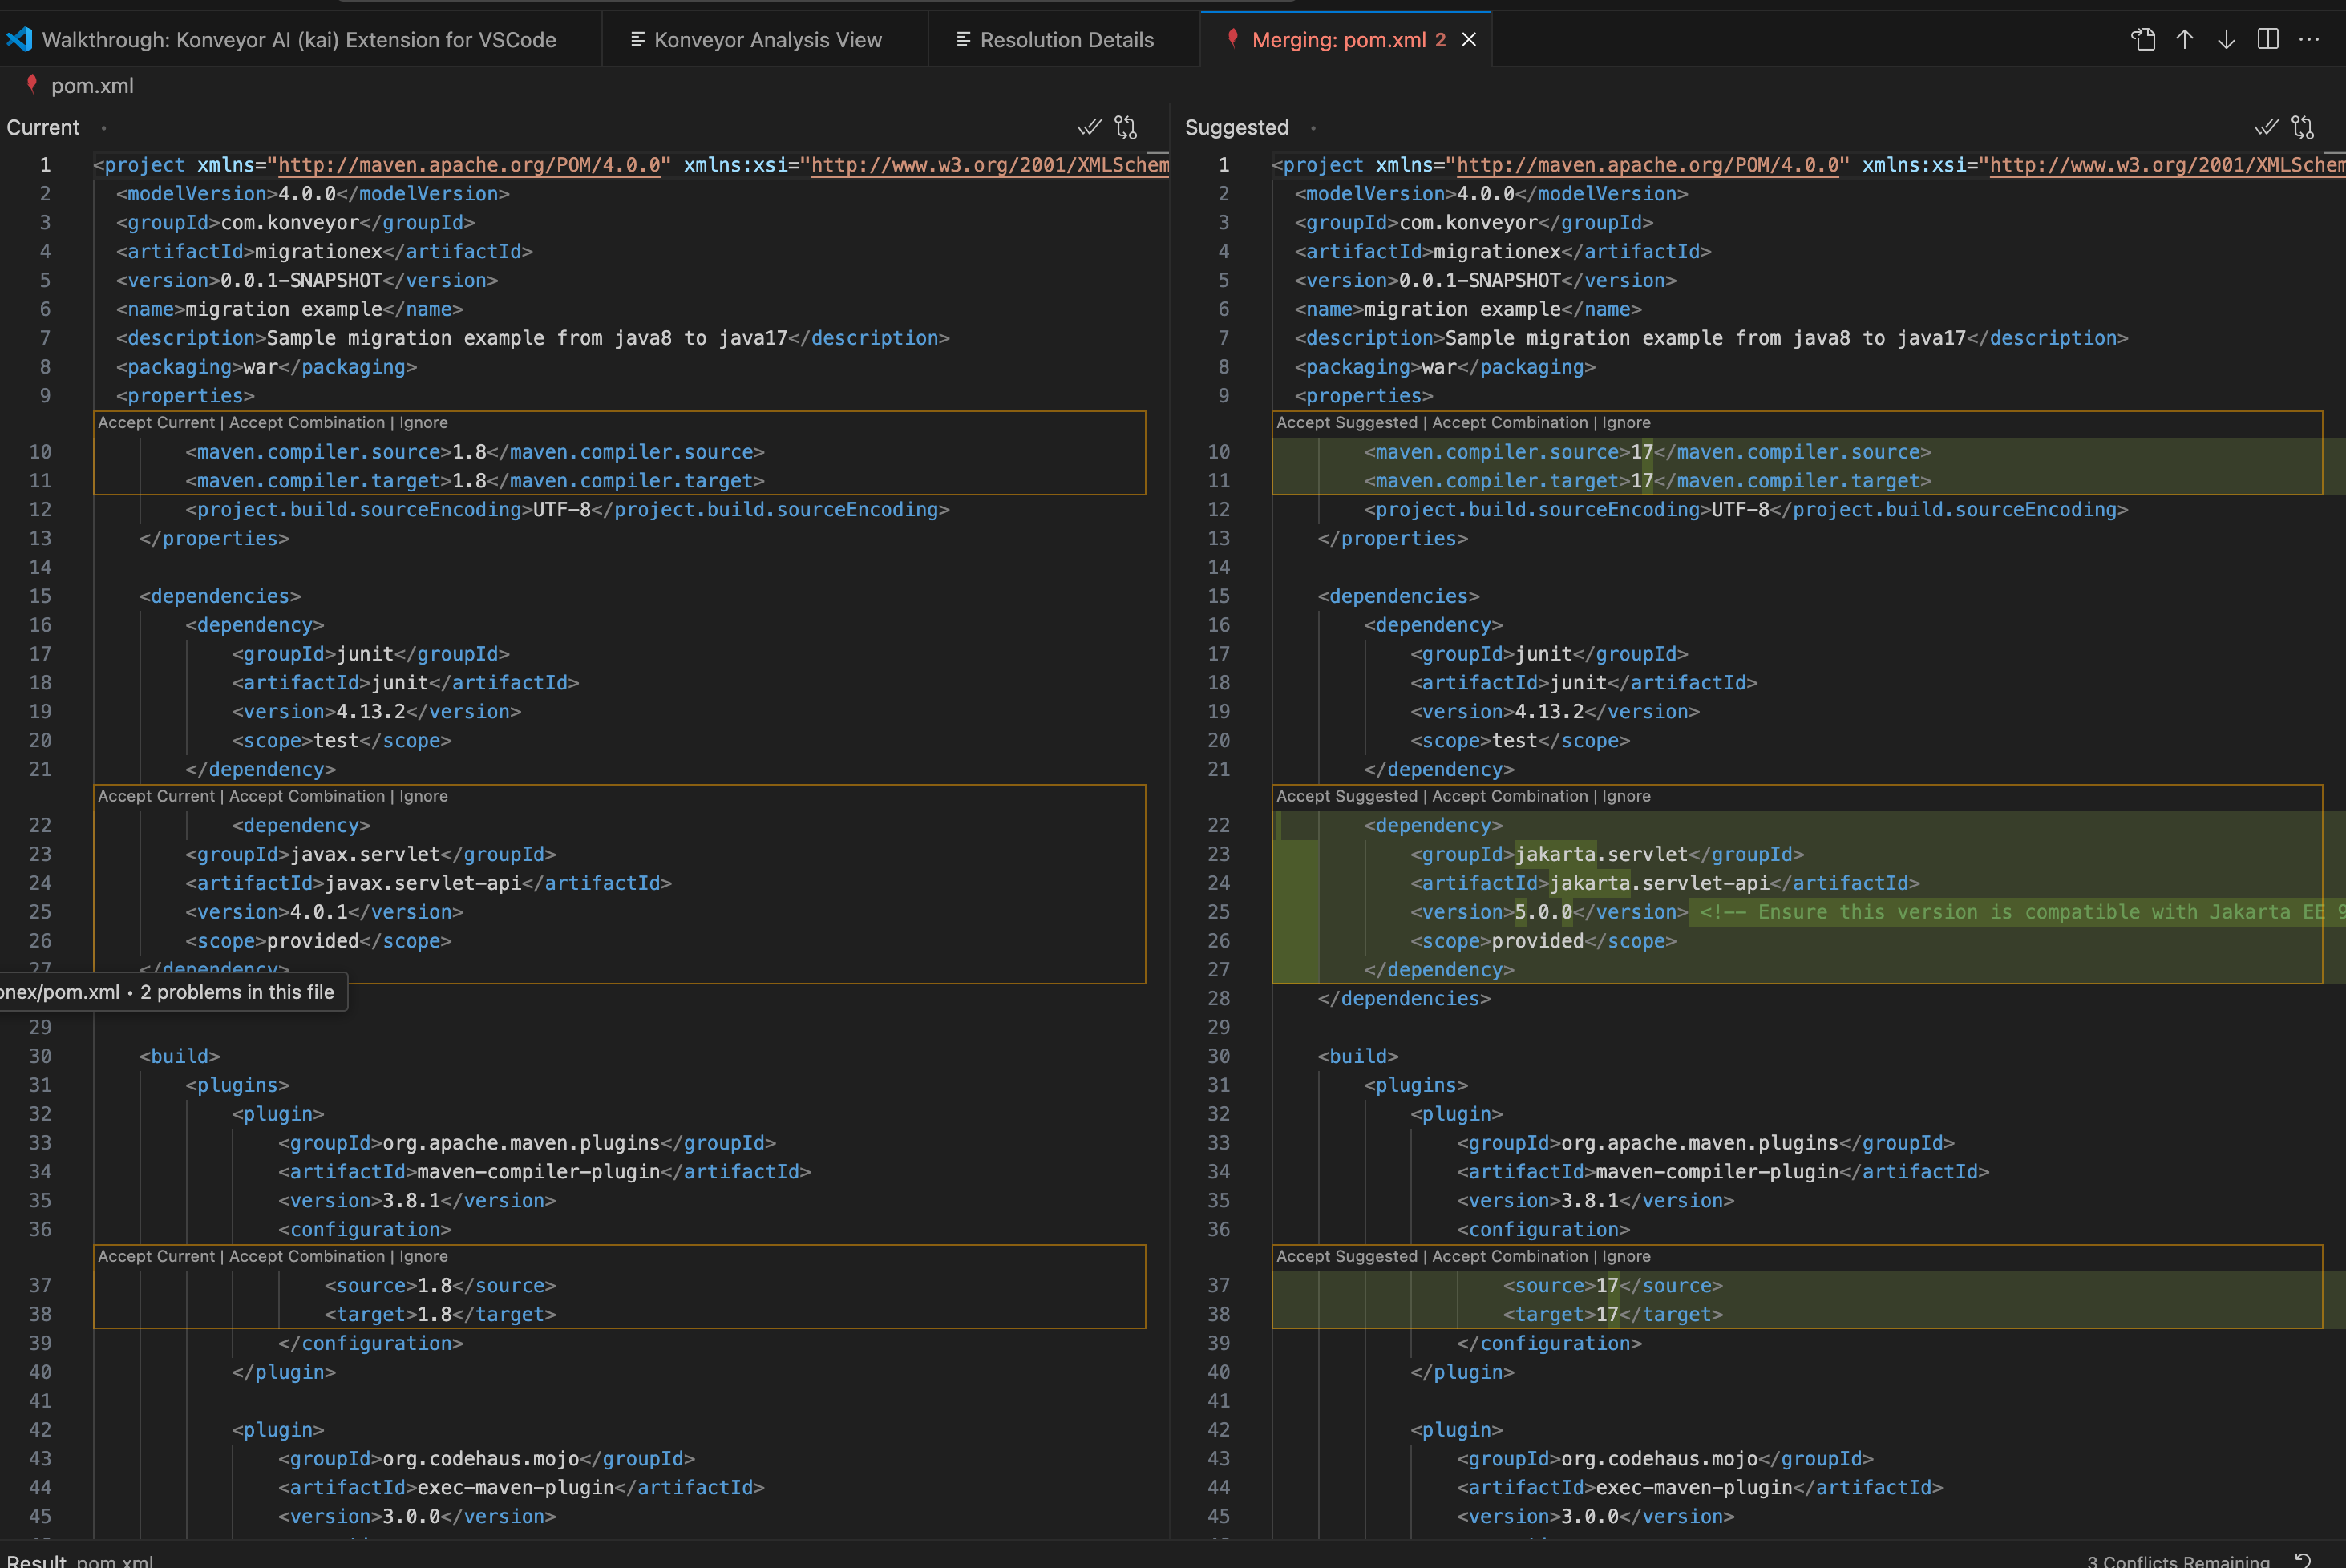 Walkthrough: Konveyor AI (kai) Extension for VSCode
Konveyor Analysis View
Resolution Details
Merging: pom.xml 2
pom.xml
Current
1 <project xmlns="http://maven.apache.org/POM/4.0.0" xmlns:xsi="http://www.w3.org/2001/XMLSchem
2 <modelVersion>4.0.0</modelVersion>
3 <groupId>com.konveyor</groupId>
4 <artifactId>migrationex</artifactId>
5 <version>0.0.1-SNAPSHOT</version>
6 <name>migration example</name>
7 <description>Sample migration example from java8 to java17</description>
8 <packaging>war</packaging>
9 <properties>
Accept Current | Accept Combination | Ignore
10 <maven.compiler.source>1.8</maven.compiler.source>
11 <maven.compiler.target>1.8</maven.compiler.target>
12 <project.build.sourceEncoding>UTF-8</project.build.sourceEncoding>
13 </properties>
14
15 <dependencies>
16 <dependency>
17 <groupId>junit</groupId>
18 <artifactId>junit</artifactId>
19 <version>4.13.2</version>
20 <scope>test</scope>
21 </dependency>
Accept Current | Accept Combination | Ignore
22 <dependency>
23 <groupId>javax.servlet</groupId>
24 <artifactId>javax.servlet-api</artifactId>
25 <version>4.0.1</version>
26 <scope>provided</scope>
27 </dependency>
onex/pom.xml • 2 problems in this file
29
30 <build>
31 <plugins>
32 <plugin>
33 <groupId>org.apache.maven.plugins</groupId>
34 <artifactId>maven-compiler-plugin</artifactId>
35 <version>3.8.1</version>
36 <configuration>
Accept Current | Accept Combination | Ignore
37 <source>1.8</source>
38 <target>1.8</target>
39 </configuration>
40 </plugin>
41
42 <plugin>
43 <groupId>org.codehaus.mojo</groupId>
44 <artifactId>exec-maven-plugin</artifactId>
45 <version>3.0.0</version>
Suggested
1 <project xmlns="http://maven.apache.org/POM/4.0.0" xmlns:xsi="http://www.w3.org/2001/XMLSchem
2 <modelVersion>4.0.0</modelVersion>
3 <groupId>com.konveyor</groupId>
4 <artifactId>migrationex</artifactId>
5 <version>0.0.1-SNAPSHOT</version>
6 <name>migration example</name>
7 <description>Sample migration example from java8 to java17</description>
8 <packaging>war</packaging>
9 <properties>
Accept Suggested | Accept Combination | Ignore
10 <maven.compiler.source>17</maven.compiler.source>
11 <maven.compiler.target>17</maven.compiler.target>
12 <project.build.sourceEncoding>UTF-8</project.build.sourceEncoding>
13 </properties>
14
15 <dependencies>
16 <dependency>
17 <groupId>junit</groupId>
18 <artifactId>junit</artifactId>
19 <version>4.13.2</version>
20 <scope>test</scope>
21 </dependency>
Accept Suggested | Accept Combination | Ignore
22 <dependency>
23 <groupId>jakarta.servlet</groupId>
24 <artifactId>jakarta.servlet-api</artifactId>
25 <version>5.0.0</version> <!-- Ensure this version is compatible with Jakarta EE 9
26 <scope>provided</scope>
27 </dependency>
28 </dependencies>
29
30 <build>
31 <plugins>
32 <plugin>
33 <groupId>org.apache.maven.plugins</groupId>
34 <artifactId>maven-compiler-plugin</artifactId>
35 <version>3.8.1</version>
36 <configuration>
Accept Suggested | Accept Combination | Ignore
37 <source>17</source>
38 <target>17</target>
39 </configuration>
40 </plugin>
41
42 <plugin>
43 <groupId>org.codehaus.mojo</groupId>
44 <artifactId>exec-maven-plugin</artifactId>
45 <version>3.0.0</version>
Result pom.xml
3 Conflicts Remaining